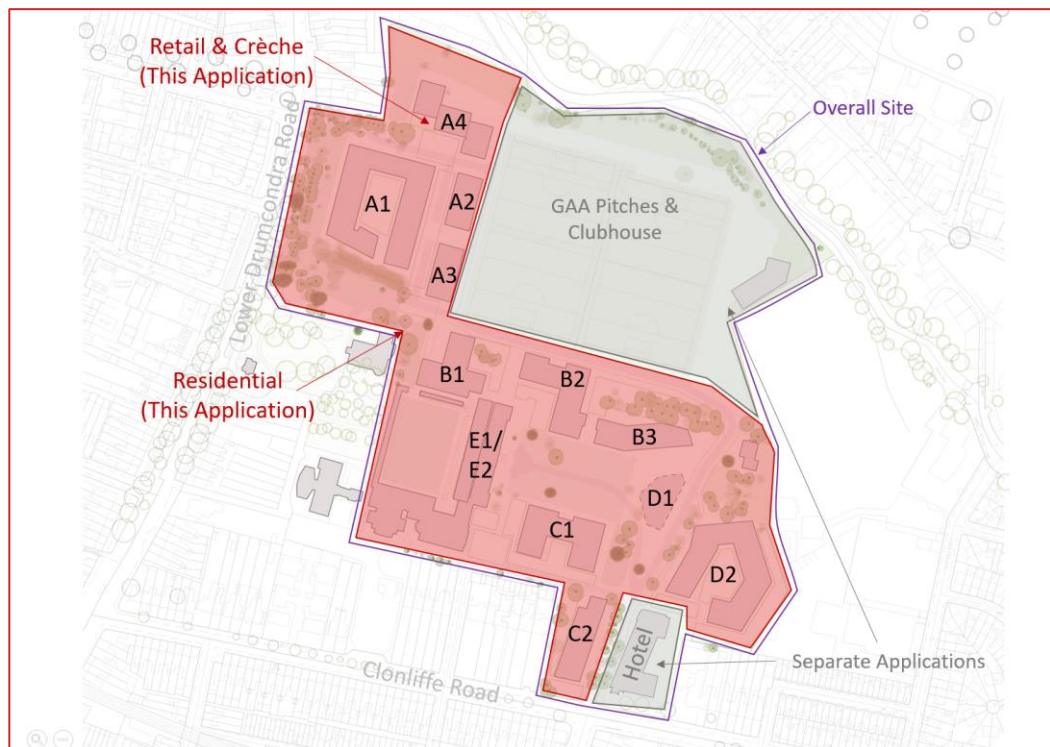 Retail & Crèche
(This Application)
A4
Overall Site
Lower Drumcondra Road
A1
A2
GAA Pitches &
Clubhouse
A3
Residential
(This Application)
B1
B2
B3
E1/
E2
D1
C1
D2
C2
Hotel
Separate Applications
Clonliffe Road